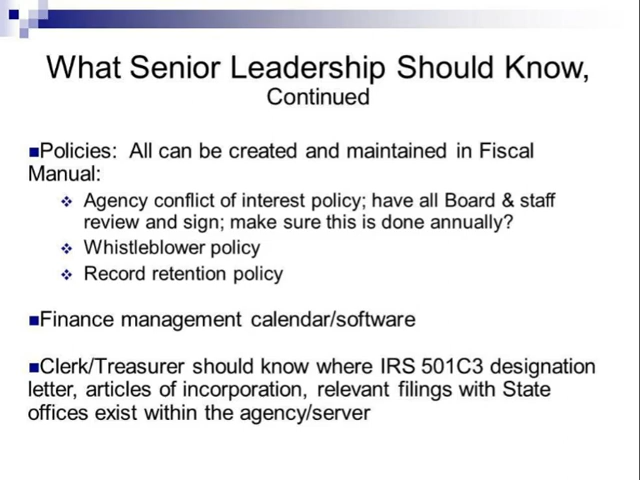 What Senior Leadership Should Know,
Continued
Policies: All can be created and maintained in Fiscal
Manual:
Agency conflict of interest policy; have all Board & staff
review and sign; make sure this is done annually?
Whistleblower policy
Record retention policy
Finance management calendar/software
Clerk/Treasurer should know where IRS 501C3 designation
letter, articles of incorporation, relevant filings with State
offices exist within the agency/server